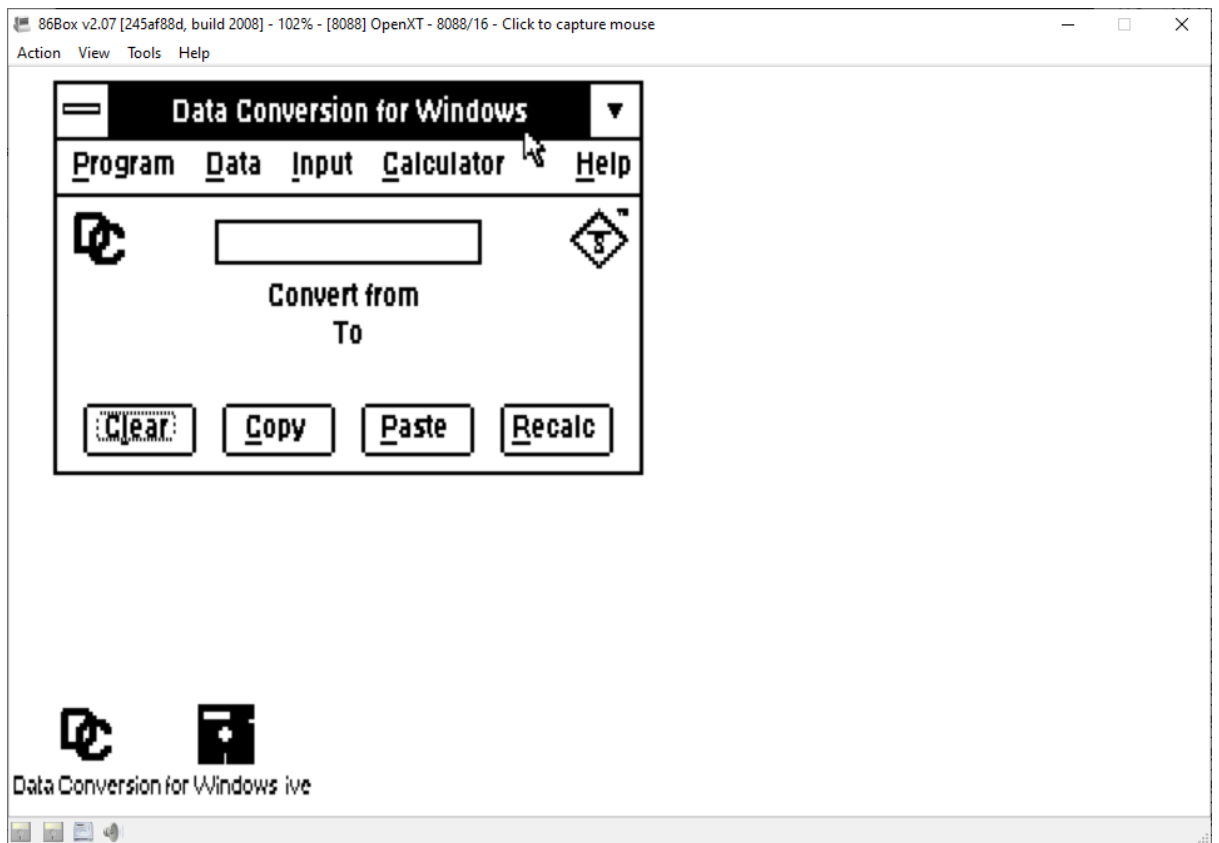 86Box v2.07 [245af88d, build 2008] - 102% - [8088] OpenXT - 8088/16 - Click to capture mouse
Action View Tools Help
Data Conversion for Windows
Program Data Input Calculator Help
DC
TS™
Convert from
To
Clear Copy Paste Recalc
DC
Data Conversion for Windows ive